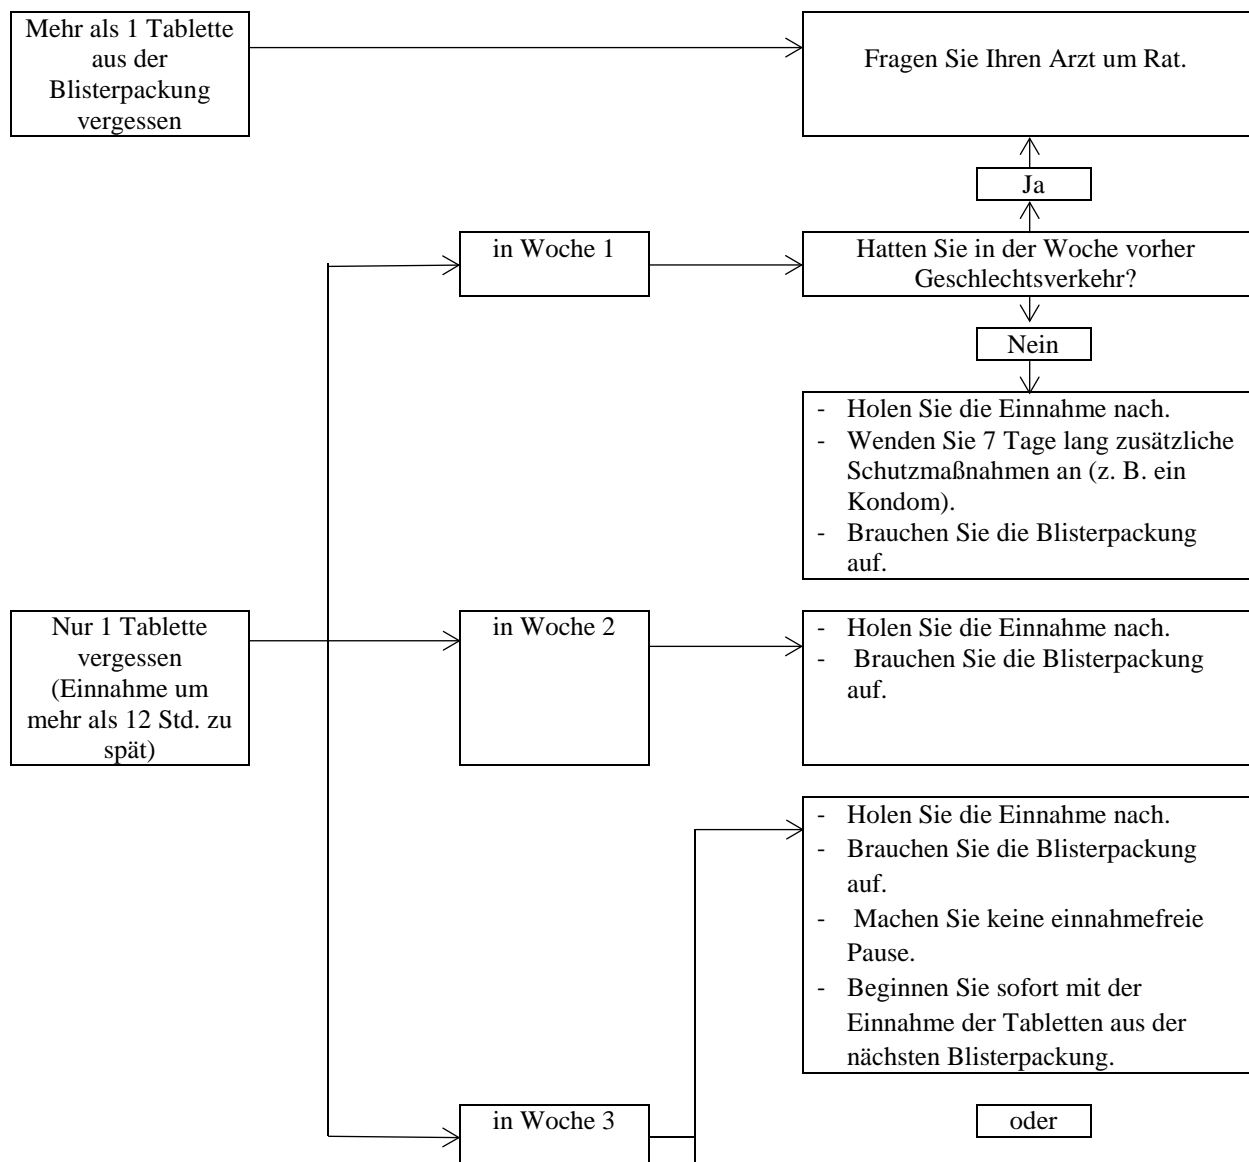 Mehr als 1 Tablette
aus der
Blisterpackung
vergessen
Fragen Sie Ihren Arzt um Rat.
Ja
in Woche 1
Hatten Sie in der Woche vorher
Geschlechtsverkehr?
Nein
- Holen Sie die Einnahme nach.
- Wenden Sie 7 Tage lang zusätzliche
Schutzmaßnahmen an (z. B. ein
Kondom).
- Brauchen Sie die Blisterpackung
auf.
Nur 1 Tablette
vergessen
(Einnahme um
mehr als 12 Std. zu
spät)
in Woche 2
- Holen Sie die Einnahme nach.
- Brauchen Sie die Blisterpackung
auf.
- Holen Sie die Einnahme nach.
- Brauchen Sie die Blisterpackung
auf.
- Machen Sie keine einnahmefreie
Pause.
- Beginnen Sie sofort mit der
Einnahme der Tabletten aus der
nächsten Blisterpackung.
in Woche 3
oder